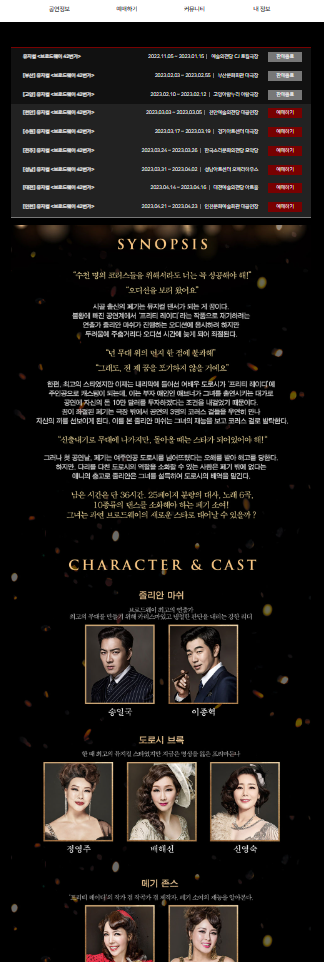 공연정보 예매하기 커뮤니티 내 정보
뮤지컬 <브로드웨이 42번가> 2022.11.05 ~ 2023.01.15 | 예술의전당 CJ 토월극장 판매종료
[부산] 뮤지컬 <브로드웨이 42번가> 2023.02.03 ~ 2023.02.05 | 부산문화회관 대극장 판매종료
[고양] 뮤지컬 <브로드웨이 42번가> 2023.02.10 ~ 2023.02.12 | 고양아람누리 아람극장 판매종료
[천안] 뮤지컬 <브로드웨이 42번가> 2023.03.03 ~ 2023.03.05 | 천안예술의전당 대공연장 예매하기
[수원] 뮤지컬 <브로드웨이 42번가> 2023.03.17 ~ 2023.03.19 | 경기아트센터 대극장 예매하기
[전주] 뮤지컬 <브로드웨이 42번가> 2023.03.24 ~ 2023.03.26 | 한국소리문화의전당 모악당 예매하기
[성남] 뮤지컬 <브로드웨이 42번가> 2023.03.31 ~ 2023.04.02 | 성남아트센터 오페라하우스 예매하기
[대전] 뮤지컬 <브로드웨이 42번가> 2023.04.14 ~ 2023.04.16 | 대전예술의전당 아트홀 예매하기
[인천] 뮤지컬 <브로드웨이 42번가> 2023.04.21 ~ 2023.04.23 | 인천문화예술회관 대공연장 예매하기
SYNOPSIS
“수천 명의 코러스들을 위해서라도 너는 꼭 성공해야 해!”
“오디션을 보러 왔어요.”
시골 출신의 페기는 뮤지컬 댄서가 되는 게 꿈이다.
불황에 빠진 공연계에서 '프리티 레이디'라는 작품으로 재기하려는
연출가 줄리안 마쉬가 진행하는 오디션에 응시하려 하지만
두려움에 주춤거리다 오디션 시간에 늦게 되어 좌절된다.
“넌 무대 위의 먼지 한 점에 불과해”
“그래도, 전 제 꿈을 포기하지 않을 거예요”
한편, 최고의 스타였지만 이제는 내리막에 들어선 여배우 도로시가 '프리티 레이디'에
주인공으로 캐스팅이 되는데, 이는 부자 애인인 애브너가 그녀를 출연시키는 대가로
공연에 자신의 돈 10만 달러를 투자하겠다는 조건을 내걸었기 때문이다.
꿈이 좌절된 페기는 극장 밖에서 공연의 3명의 코러스 걸들을 우연히 만나
자신의 끼를 선보이게 된다. 이를 본 줄리안 마쉬는 그녀의 재능을 보고 코러스 걸로 발탁한다.
“신출내기로 무대에 나가지만, 돌아올 때는 스타가 되어있어야 해!”
그러나 첫 공연날, 페기는 여주인공 도로시를 넘어뜨렸다는 오해를 받아 해고를 당한다.
하지만, 다리를 다친 도로시의 역할을 소화할 수 있는 사람은 페기 밖에 없다는
애니의 충고로 줄리안은 그녀를 설득하여 도로시의 배역을 맡긴다.
남은 시간은 단 36시간, 25페이지 분량의 대사, 노래 6곡,
10종류의 댄스를 소화해야 하는 페기 소여!
그녀는 과연 브로드웨이의 새로운 스타로 태어날 수 있을까?
CHARACTER & CAST
줄리안 마쉬
브로드웨이 최고의 연출가
최고의 무대를 만들기 위해 카리스마있고 냉철한 판단을 내리는 강한 리더
송일국 이종혁
도로시 브록
한 때 최고의 뮤지컬 스타였지만 지금은 명성을 잃은 프리마돈나
정영주 배해선 신영숙
메기 존스
'프리티 레이디'의 작가 겸 작곡가 겸 제작자. 페기 소여의 재능을 알아본다.